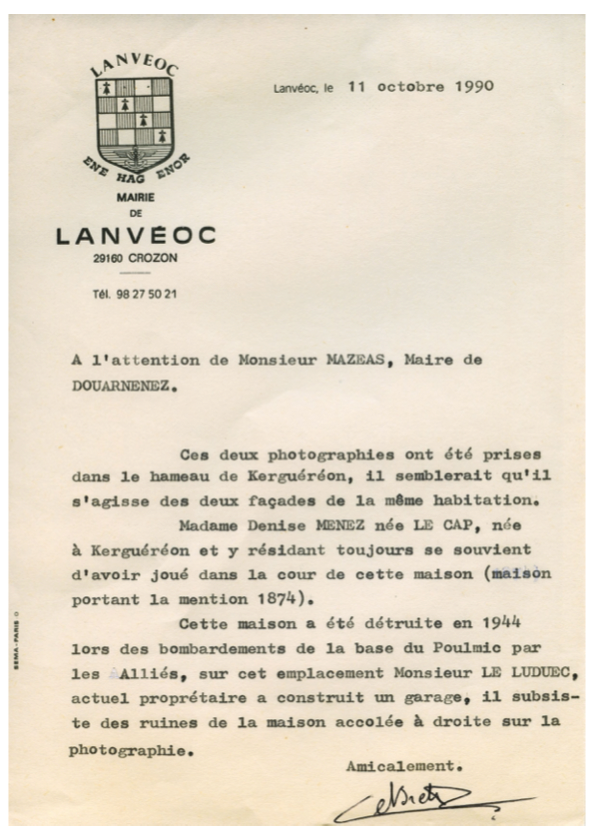 LANVEOC
ENE HAG ENOR
MAIRIE
DE
LANVÉOC
29160 CROZON
Tél. 98 27 50 21
Lanvéoc, le 11 octobre 1990
A l'attention de Monsieur MAZEAS, Maire de
DOUARNENEZ.
Ces deux photographies ont été prises
dans le hameau de Kerguéréon, il semblerait qu'il
s'agisse des deux façades de la même habitation.
Madame Denise MENEZ née LE CAP, née
à Kerguéréon et y résidant toujours se souvient
d'avoir joué dans la cour de cette maison (maison
portant la mention 1874).
Cette maison a été détruite en 1944
lors des bombardements de la base du Poulmic par
les Alliés, sur cet emplacement Monsieur LE LUDUEC,
actuel proprétaire a construit un garage, il subsis-
te des ruines de la maison accolée à droite sur la
photographie.
Amicalement.
SEMA-PARIS